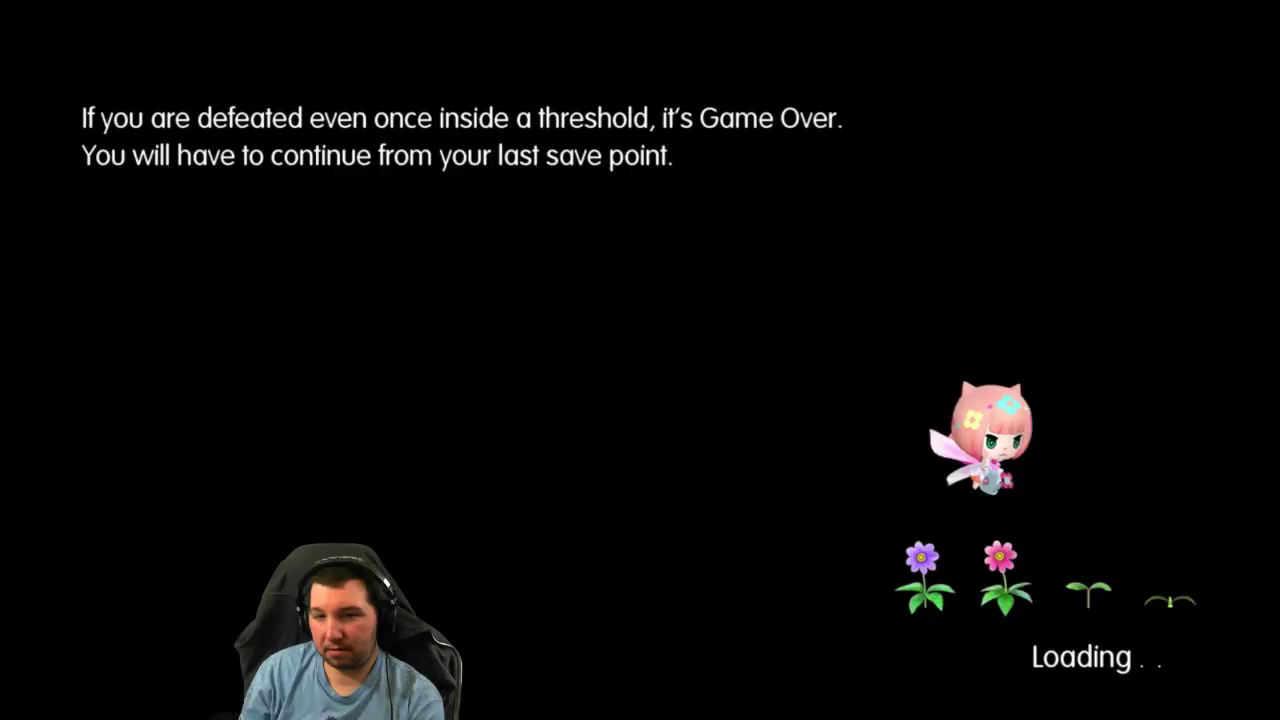 If you are defeated even once inside a threshold, it's Game Over.
You will have to continue from your last save point.
Loading . .